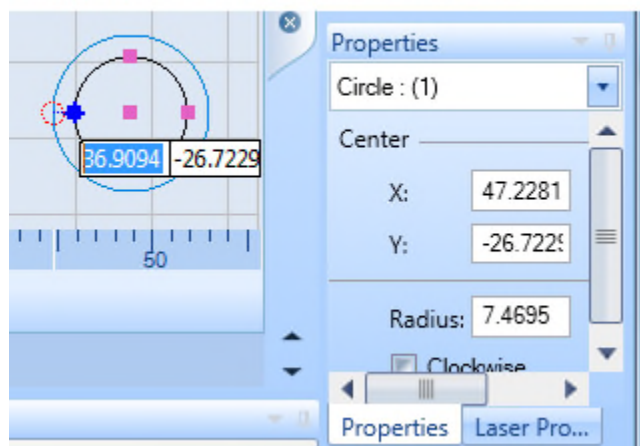 Properties
Circle : (1)
Center
X: 47.2281
Y: -26.7229
Radius: 7.4695
Clockwise
Properties Laser Pro...
36.9094 -26.7229
50